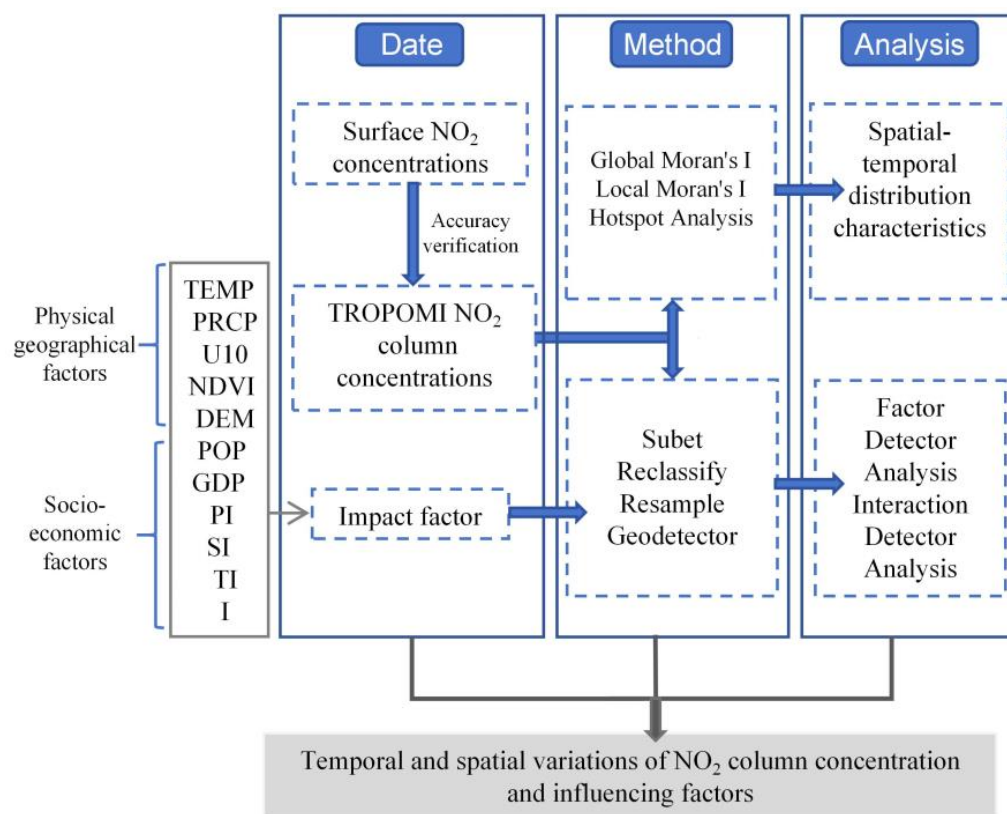 Date
Method
Analysis
Surface NO₂
concentrations
Accuracy
verification
TROPOMI NO₂
column
concentrations
Impact factor
Physical
geographical
factors
Socio-
economic
factors
TEMP
PRCP
U10
NDVI
DEM
POP
GDP
PI
SI
TI
I
Global Moran's I
Local Moran's I
Hotspot Analysis
Subet
Reclassify
Resample
Geodetector
Spatial-
temporal
distribution
characteristics
Factor
Detector
Analysis
Interaction
Detector
Analysis
Temporal and spatial variations of NO₂ column concentration
and influencing factors